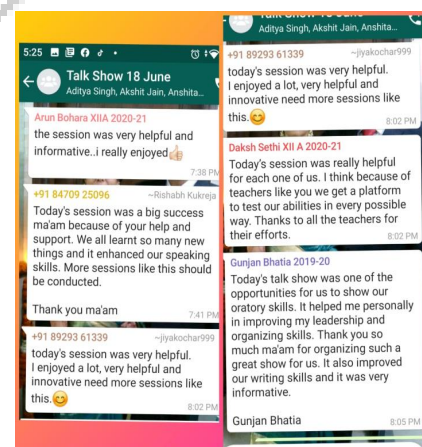 5:25
Talk Show 18 June
Aditya Singh, Akshit Jain, Anshita...
Arun Bohara XIIA 2020-21
the session was very helpful and
informative..i really enjoyed👍
7:38 PM
+91 84709 25096 ~Rishabh Kukreja
Today's session was a big success
ma'am because of your help and
support. We all learnt so many new
things and it enhanced our speaking
skills. More sessions like this should
be conducted.
Thank you ma'am
7:41 PM
+91 89293 61339 ~jiyakochar999
today's session was very helpful.
I enjoyed a lot, very helpful and
innovative need more sessions like
this.😊
8:02 PM
Aditya Singh, Akshit Jain, Anshita...
+91 89293 61339 ~jiyakochar999
today's session was very helpful.
I enjoyed a lot, very helpful and
innovative need more sessions like
this.😊
8:02 PM
Daksh Sethi XII A 2020-21
Today's session was really helpful
for each one of us. I think because of
teachers like you we get a platform
to test our abilities in every possible
way. Thanks to all the teachers for
their efforts.
8:02 PM
Gunjan Bhatia 2019-20
Today's talk show was one of the
opportunities for us to show our
oratory skills. It helped me personally
in improving my leadership and
organizing skills. Thank you so
much ma'am for organizing such a
great show for us. It also improved
our writing skills and it was very
informative.
Gunjan Bhatia
8:05 PM